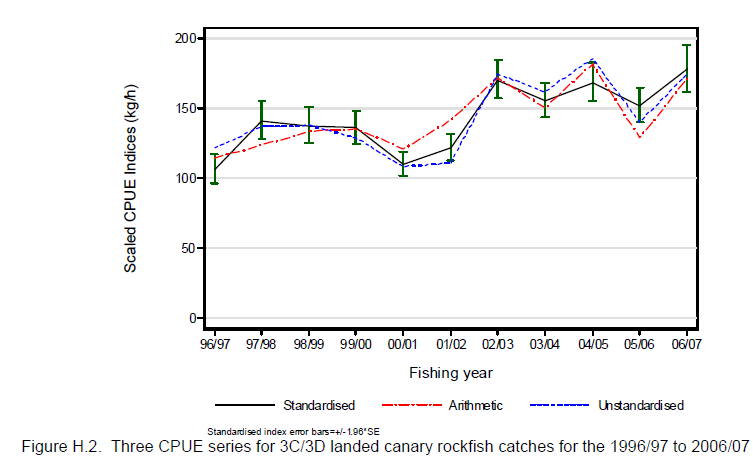 200
150
100
50
0
Scaled CPUE Indices (kg/h)
96/97 97/98 98/99 99/00 00/01 01/02 02/03 03/04 04/05 05/06 06/07
Fishing year
Standardised Arithmetic Unstandardised
Standardised index error bars=+/-1.96*SE
Figure H.2. Three CPUE series for 3C/3D landed canary rockfish catches for the 1996/97 to 2006/07